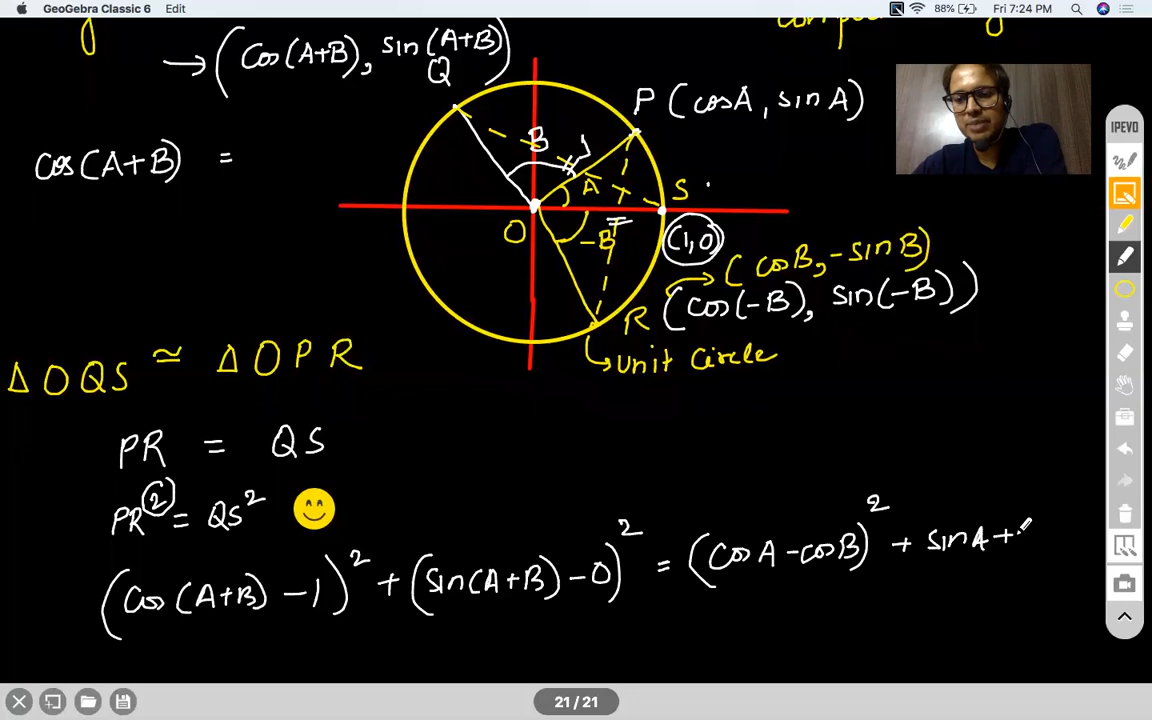 GeoGebra Classic 6 Edit 88% Fri 7:24 PM
→ (Cos(A+B), sin(A+B))
Q
P (cosA, sinA)
IPEVO
cos(A+B) =
B
A
S
O
-B
(1,0)
(cosB, -sinB)
R (cos(-B), sin(-B))
unit circle
Δ OQS ≅ Δ OPR
PR = QS
PR² = QS²
(Cos(A+B) - 1)² + (sin(A+B) - 0)² = (cosA - cosB)² + sinA +
21 / 21